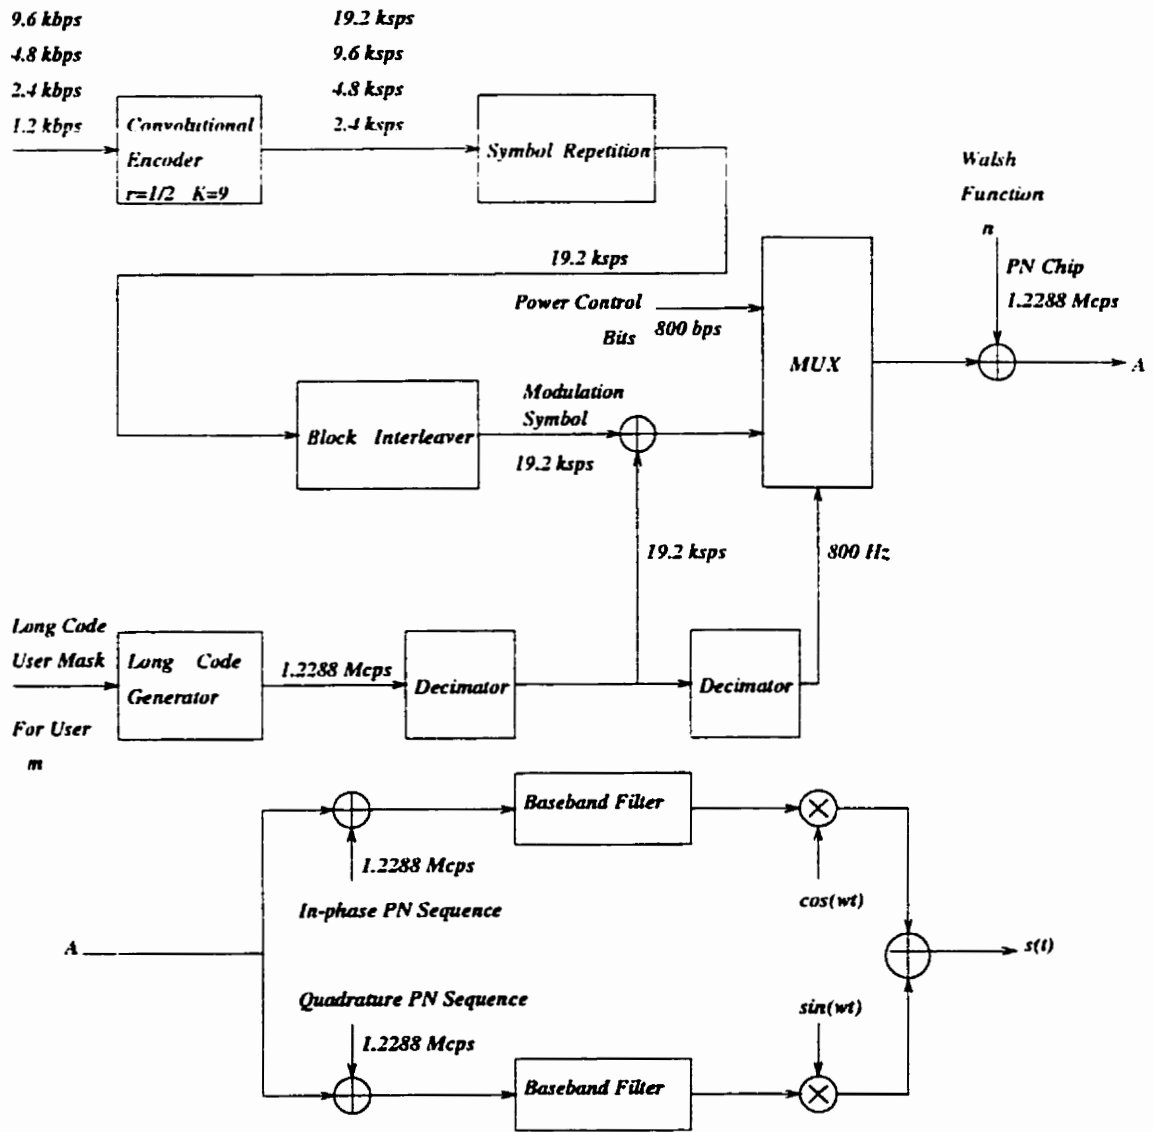 9.6 kbps
4.8 kbps
2.4 kbps
1.2 kbps
Convolutional
Encoder
r=1/2 K=9
19.2 ksps
9.6 ksps
4.8 ksps
2.4 ksps
Symbol Repetition
19.2 ksps
Walsh
Function
n
PN Chip
1.2288 Mcps
Power Control
Bits
800 bps
MUX
A
Block Interleaver
Modulation
Symbol
19.2 ksps
19.2 ksps
800 Hz
Long Code
User Mask
For User
m
Long Code
Generator
1.2288 Mcps
Decimator
Decimator
A
1.2288 Mcps
In-phase PN Sequence
Baseband Filter
cos(wt)
s(t)
Quadrature PN Sequence
1.2288 Mcps
Baseband Filter
sin(wt)